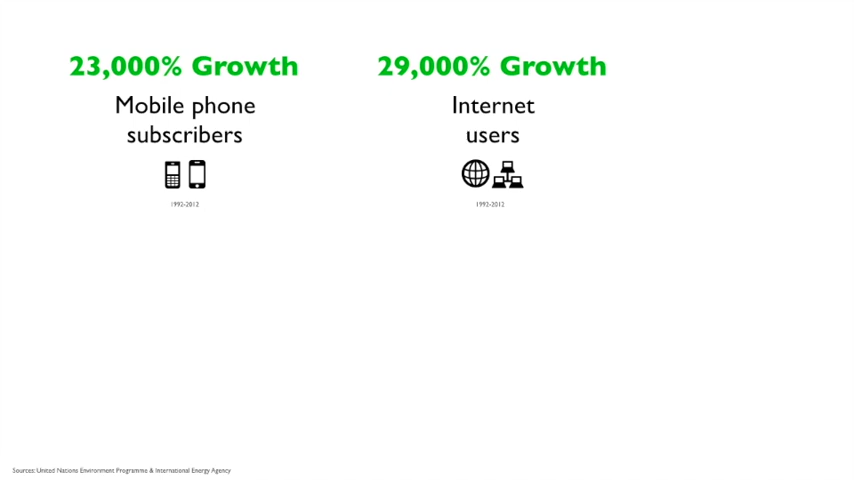 23,000% Growth
Mobile phone
subscribers
1992-2012
29,000% Growth
Internet
users
1992-2012
Sources: United Nations Environment Programme & International Energy Agency